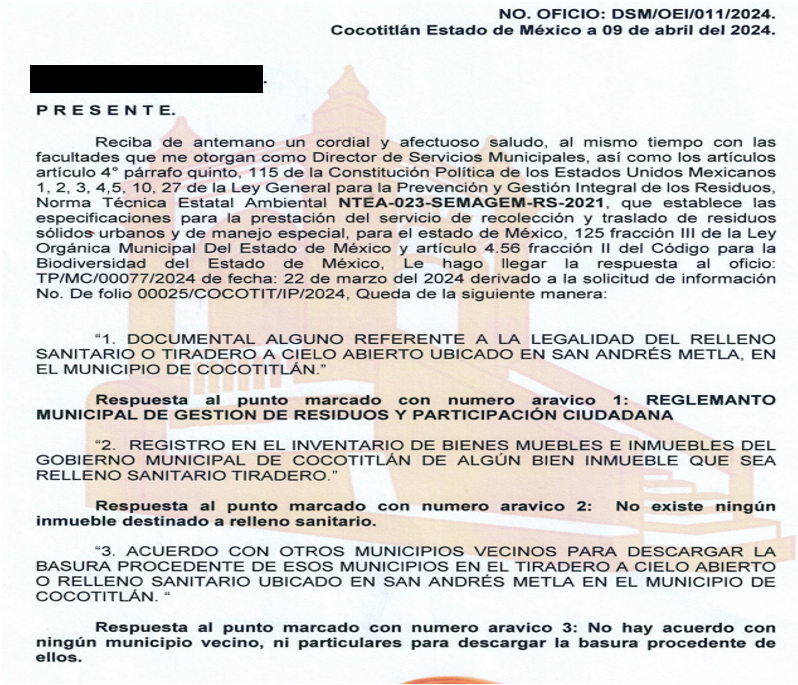 NO. OFICIO: DSM/OEI/011/2024.
Cocotitlán Estado de México a 09 de abril del 2024.
.
P R E S E N T E.
Reciba de antemano un cordial y afectuoso saludo, al mismo tiempo con las
facultades que me otorgan como Director de Servicios Municipales, así como los artículos
artículo 4° párrafo quinto, 115 de la Constitución Política de los Estados Unidos Mexicanos
1, 2, 3, 4,5, 10, 27 de la Ley General para la Prevención y Gestión Integral de los Residuos,
Norma Técnica Estatal Ambiental NTEA-023-SEMAGEM-RS-2021, que establece las
especificaciones para la prestación del servicio de recolección y traslado de residuos
sólidos urbanos y de manejo especial, para el estado de México, 125 fracción III de la Ley
Orgánica Municipal Del Estado de México y artículo 4.56 fracción II del Código para la
Biodiversidad del Estado de México, Le hago llegar la respuesta al oficio:
TP/MC/00077/2024 de fecha: 22 de marzo del 2024 derivado a la solicitud de información
No. De folio 00025/COCOTIT/IP/2024, Queda de la siguiente manera:
“1. DOCUMENTAL ALGUNO REFERENTE A LA LEGALIDAD DEL RELLENO
SANITARIO O TIRADERO A CIELO ABIERTO UBICADO EN SAN ANDRÉS METLA, EN
EL MUNICIPIO DE COCOTITLÁN.”
Respuesta al punto marcado con numero aravico 1: REGLEMANTO
MUNICIPAL DE GESTIÓN DE RESIDUOS Y PARTICIPACIÓN CIUDADANA
“2. REGISTRO EN EL INVENTARIO DE BIENES MUEBLES E INMUEBLES DEL
GOBIERNO MUNICIPAL DE COCOTITLÁN DE ALGÚN BIEN INMUEBLE QUE SEA
RELLENO SANITARIO TIRADERO.”
Respuesta al punto marcado con numero aravico 2: No existe ningún
inmueble destinado a relleno sanitario.
“3. ACUERDO CON OTROS MUNICIPIOS VECINOS PARA DESCARGAR LA
BASURA PROCEDENTE DE ESOS MUNICIPIOS EN EL TIRADERO A CIELO ABIERTO
O RELLENO SANITARIO UBICADO EN SAN ANDRÉS METLA EN EL MUNICIPIO DE
COCOTITLÁN. “
Respuesta al punto marcado con numero aravico 3: No hay acuerdo con
ningún municipio vecino, ni particulares para descargar la basura procedente de
ellos.